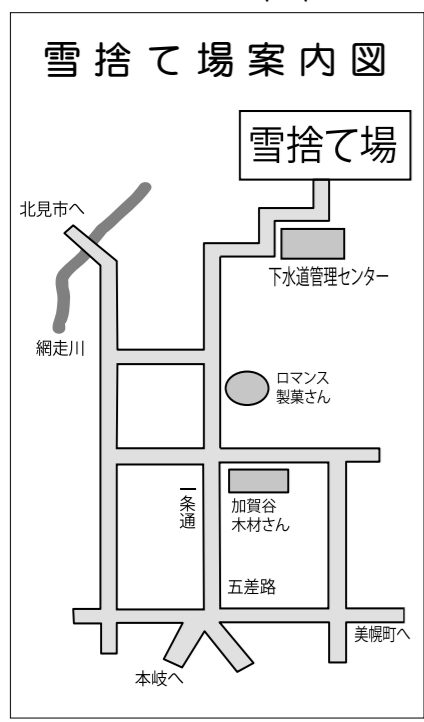 雪捨て場案内図
雪捨て場
北見市へ
下水道管理センター
網走川
ロマンス
製菓さん
一条通
加賀谷
木材さん
五差路
美幌町へ
本岐へ